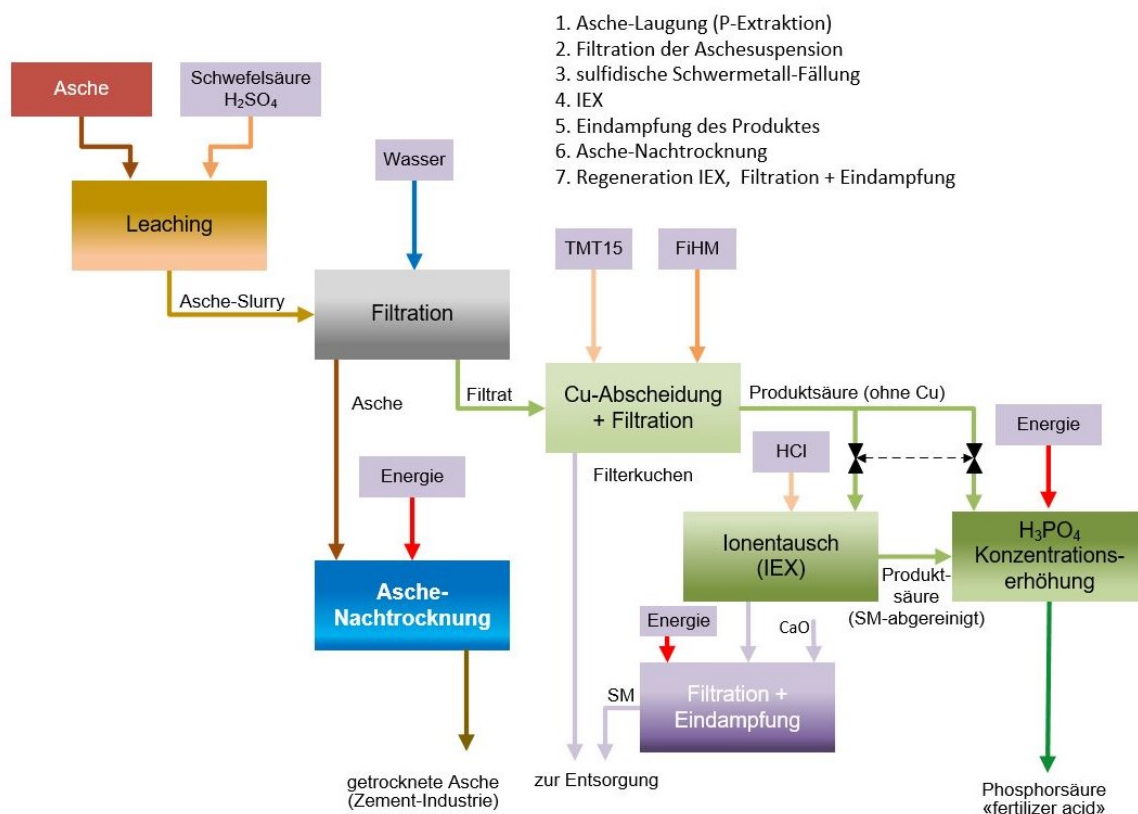 1. Asche-Laugung (P-Extraktion)
2. Filtration der Aschesuspension
3. sulfidische Schwermetall-Fällung
4. IEX
5. Eindampfung des Produktes
6. Asche-Nachtrocknung
7. Regeneration IEX, Filtration + Eindampfung
Asche
Schwefelsäure
H₂SO₄
Wasser
Leaching
TMT15
FiHM
Asche-Slurry
Filtration
Cu-Abscheidung
+ Filtration
Produktsäure (ohne Cu)
Filtrat
Asche
Energie
HCl
Filterkuchen
Energie
Ionentausch
(IEX)
H₃PO₄
Konzentrations-
erhöhung
Asche-
Nachtrocknung
Produkt-
säure
(SM-abgereinigt)
Energie
CaO
SM
Filtration +
Eindampfung
getrocknete Asche
(Zement-Industrie)
zur Entsorgung
Phosphorsäure
«fertilizer acid»